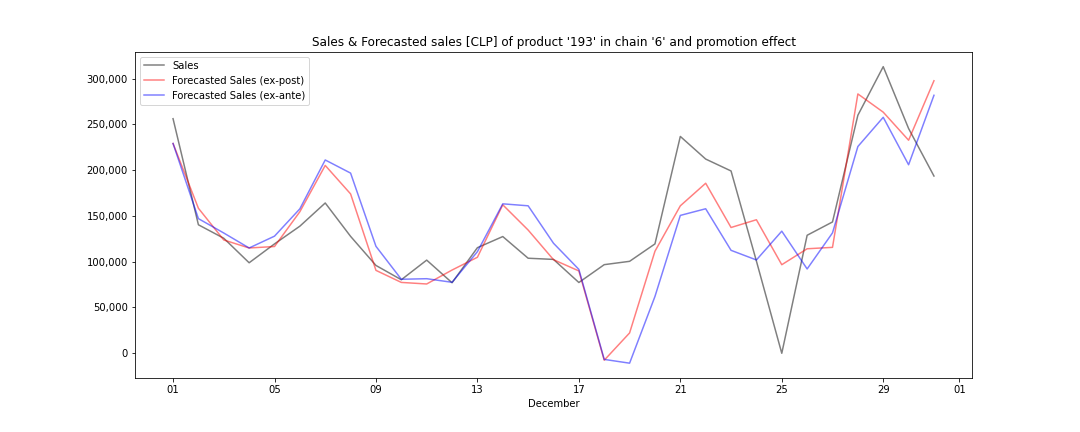 Sales & Forecasted sales [CLP] of product '193' in chain '6' and promotion effect
Sales
Forecasted Sales (ex-post)
Forecasted Sales (ex-ante)
300,000
250,000
200,000
150,000
100,000
50,000
0
01 05 09 13 17 21 25 29 01
December